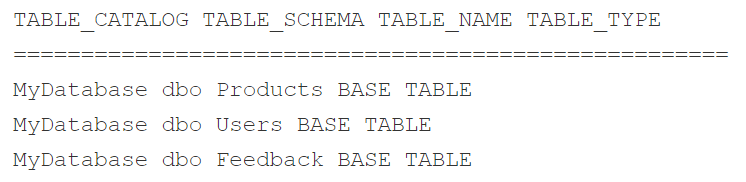 TABLE_CATALOG TABLE_SCHEMA TABLE_NAME TABLE_TYPE
=====================================================
MyDatabase dbo Products BASE TABLE
MyDatabase dbo Users BASE TABLE
MyDatabase dbo Feedback BASE TABLE